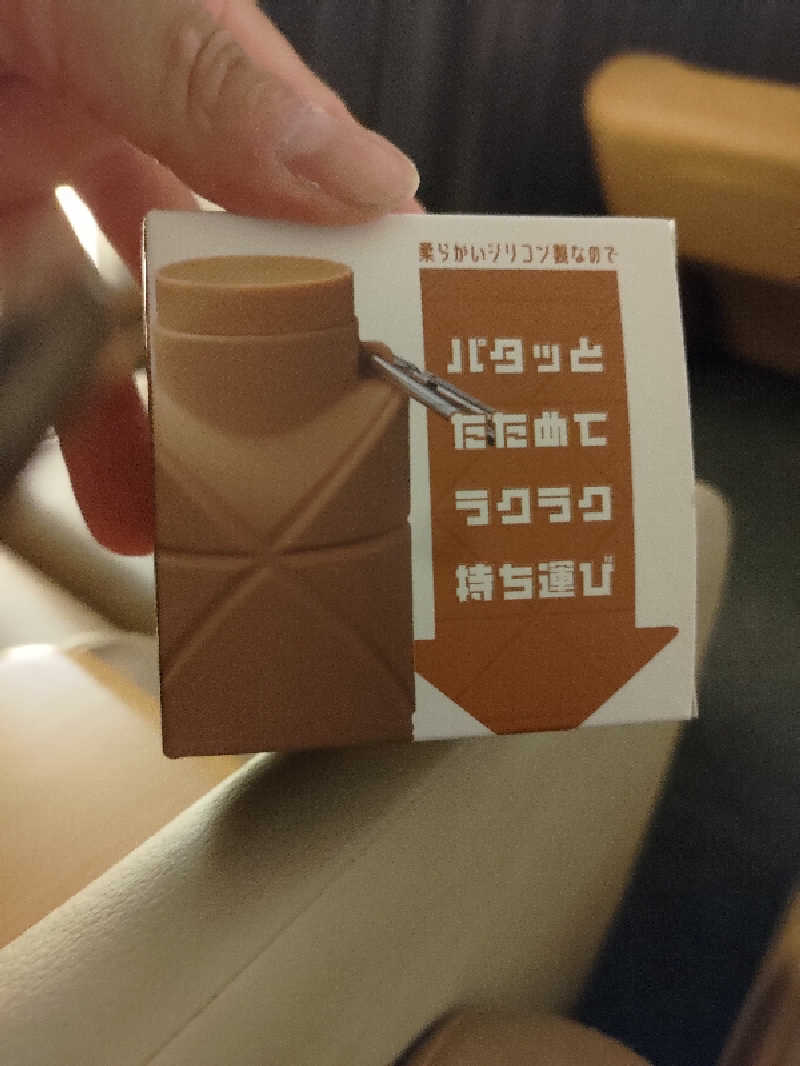 柔らかいシリコン製なので
パタッと
たためて
ラクラク
持ち運び